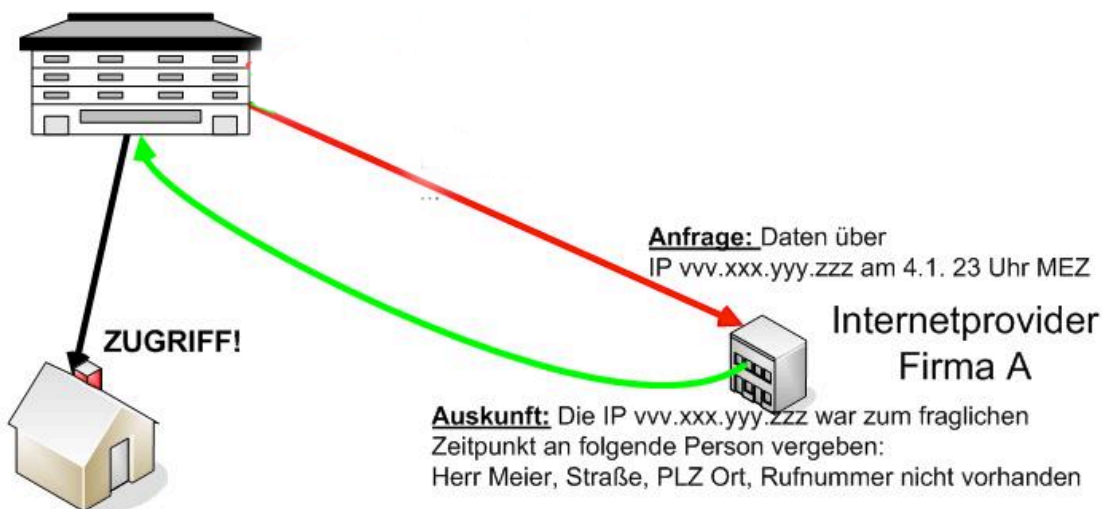 ...
Anfrage: Daten über
IP vvv.xxx.yyy.zzz am 4.1. 23 Uhr MEZ
Internetprovider
Firma A
ZUGRIFF!
Auskunft: Die IP vvv.xxx.yyy.zzz war zum fraglichen
Zeitpunkt an folgende Person vergeben:
Herr Meier, Straße, PLZ Ort, Rufnummer nicht vorhanden